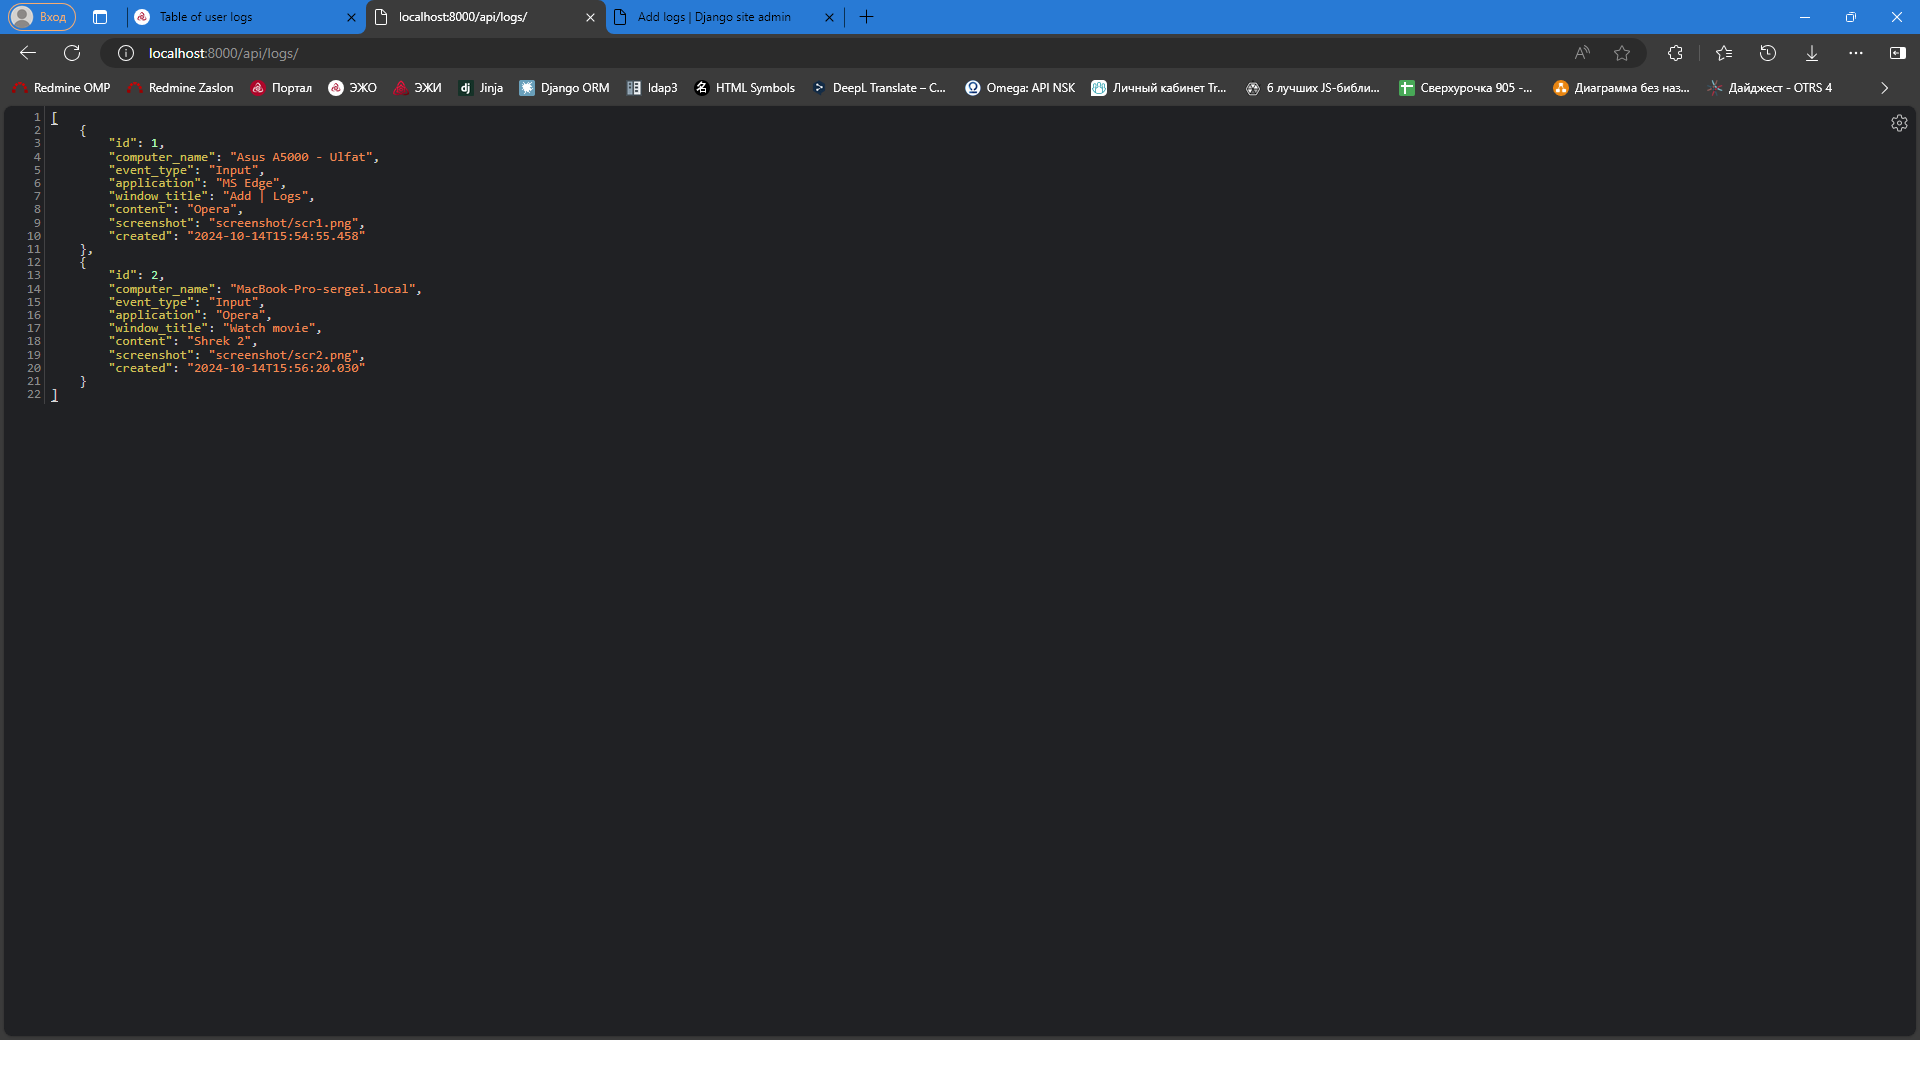 Вход
Table of user logs
localhost:8000/api/logs/
Add logs | Django site admin
localhost:8000/api/logs/
Redmine OMP
Redmine Zaslon
Портал
ЭЖО
ЭЖИ
dj Jinja
Django ORM
ldap3
HTML Symbols
DeepL Translate – C...
Omega: API NSK
Личный кабинет Tr...
6 лучших JS-библи...
Сверхурочка 905 -...
Диаграмма без наз...
Дайджест - OTRS 4
1 [
2 {
3 "id": 1,
4 "computer_name": "Asus A5000 - Ulfat",
5 "event_type": "Input",
6 "application": "MS Edge",
7 "window_title": "Add | Logs",
8 "content": "Opera",
9 "screenshot": "screenshot/scr1.png",
10 "created": "2024-10-14T15:54:55.458"
11 },
12 {
13 "id": 2,
14 "computer_name": "MacBook-Pro-sergei.local",
15 "event_type": "Input",
16 "application": "Opera",
17 "window_title": "Watch movie",
18 "content": "Shrek 2",
19 "screenshot": "screenshot/scr2.png",
20 "created": "2024-10-14T15:56:20.030"
21 }
22 ]